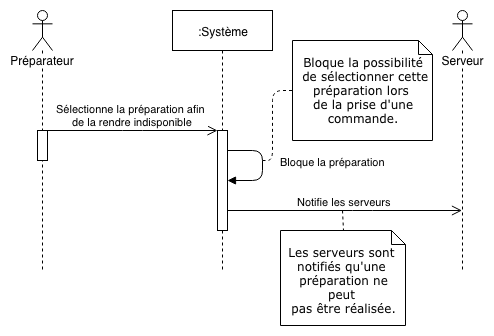 :Système
Préparateur
Serveur
Bloque la possibilité
de sélectionner cette
préparation lors
de la prise d'une
commande.
Sélectionne la préparation afin
de la rendre indisponible
Bloque la préparation
Notifie les serveurs
Les serveurs sont
notifiés qu'une
préparation ne
peut
pas être réalisée.